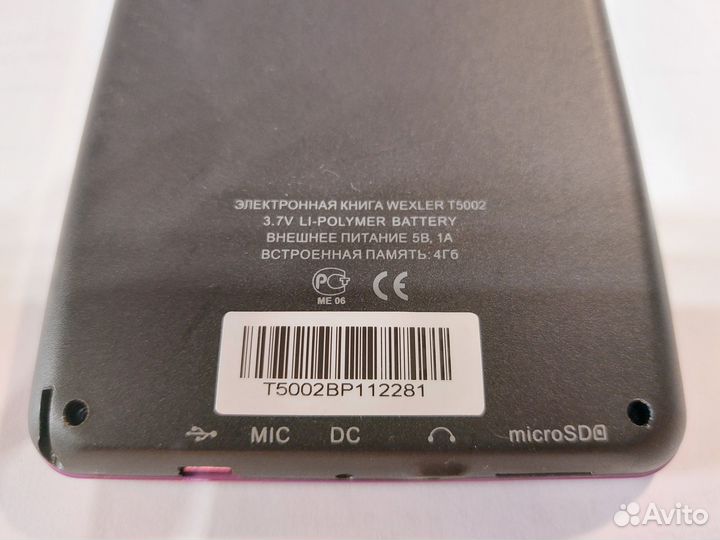 ЭЛЕКТРОННАЯ КНИГА WEXLER T5002
3.7V LI-POLYMER BATTERY
ВНЕШНЕЕ ПИТАНИЕ 5В, 1А
ВСТРОЕННАЯ ПАМЯТЬ: 4Гб
РСТ CE
ME 06
T5002BP112281
MIC DC microSD
Avito